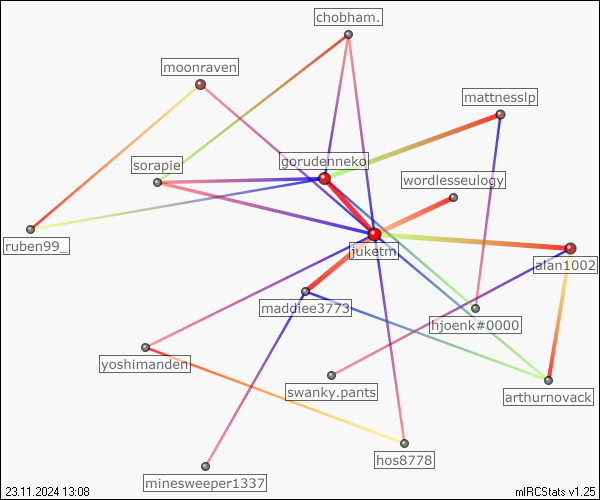 chobham.
moonraven
mattnesslp
sorapie
gorudenneko
wordlesseulogy
ruben99_
juketm
alan1002
maddiee3773
hjoenk#0000
yoshimanden
swanky.pants
arthurnovack
hos8778
minesweeper1337
23.11.2024 13:08
mIRCStats v1.25